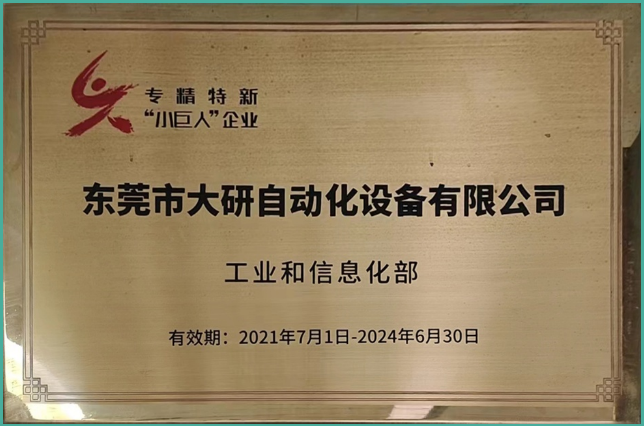 专精特新
“小巨人”企业
东莞市大研自动化设备有限公司
工业和信息化部
有效期：2021年7月1日-2024年6月30日